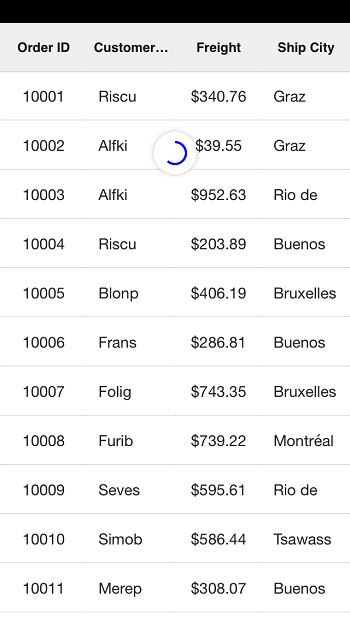 Order ID Customer... Freight Ship City
10001 Riscu $340.76 Graz
10002 Alfki $39.55 Graz
10003 Alfki $952.63 Rio de
10004 Riscu $203.89 Buenos
10005 Blonp $406.19 Bruxelles
10006 Frans $286.81 Buenos
10007 Folig $743.35 Bruxelles
10008 Furib $739.22 Montréal
10009 Seves $595.61 Rio de
10010 Simob $586.44 Tsawass
10011 Merep $308.07 Buenos